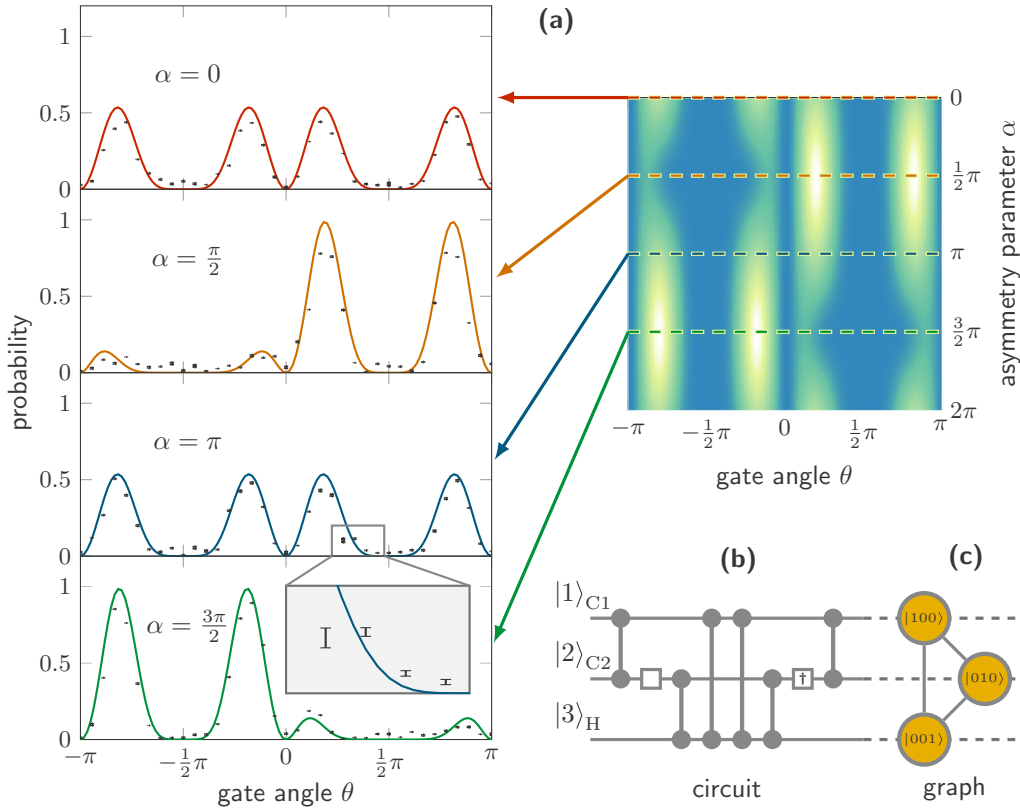 (a)
1
0.5
0
α = 0
1
0.5
0
α = π/2
1
0.5
0
α = π
1
0.5
0
α = 3π/2
−π
−½π
0
½π
π
gate angle θ
probability
0
½π
π
3/2π
2π
asymmetry parameter α
−π
−½π
0
½π
π
gate angle θ
(b)
|1⟩C1
|2⟩C2
|3⟩H
†
circuit
(c)
|100⟩
|010⟩
|001⟩
graph